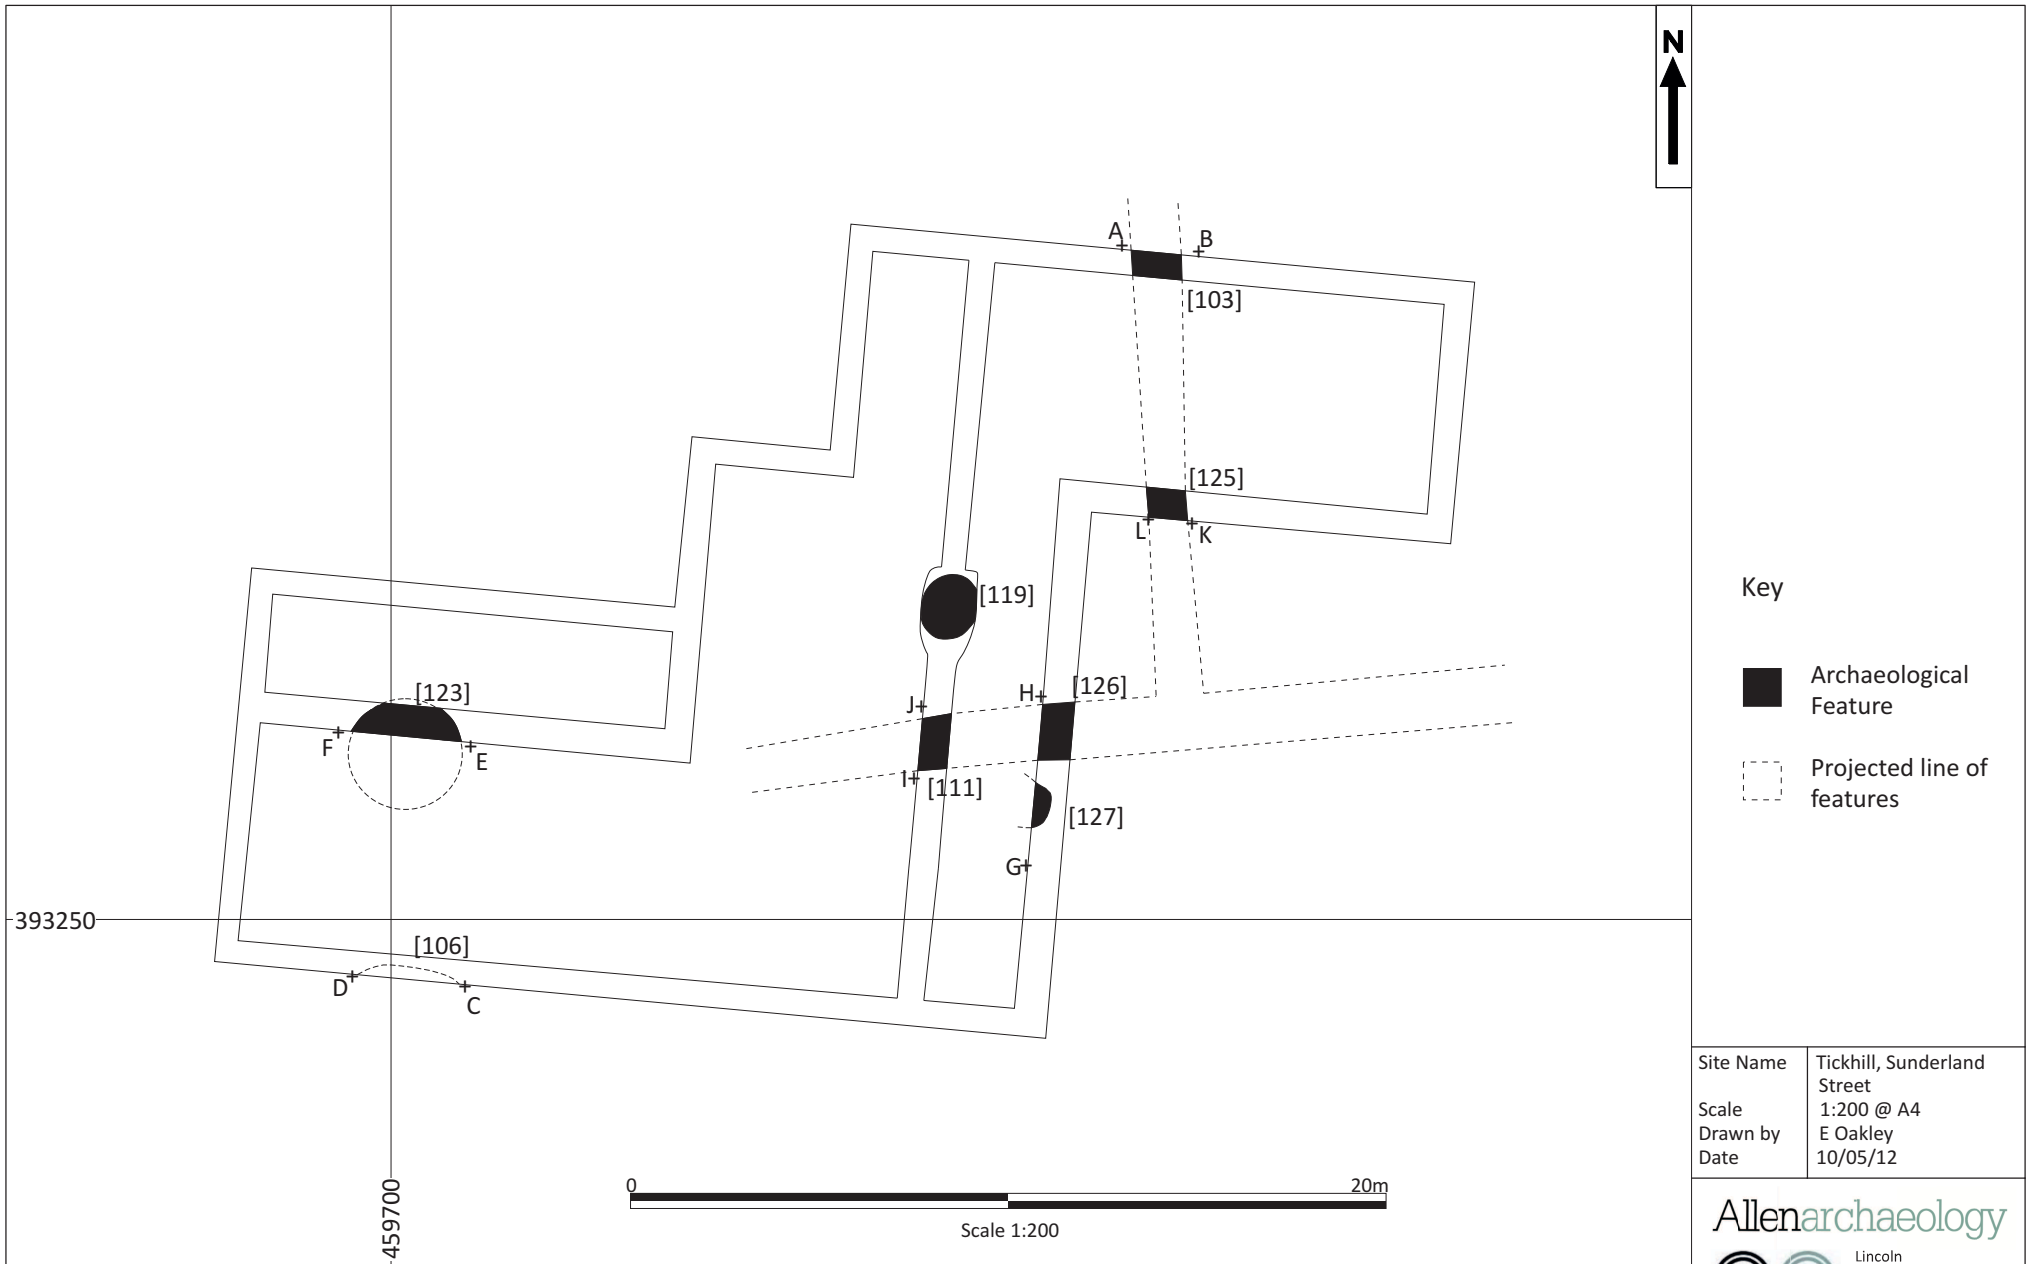 N
A
B
[103]
[125]
L
K
[119]
Key
[123]
F
E
J
H
[126]
I
[111]
[127]
G
Archaeological
Feature
Projected line of
features
393250
[106]
D
C
459700
0
20m
Scale 1:200
Site Name
Tickhill, Sunderland
Street
Scale
1:200 @ A4
Drawn by
E Oakley
Date
10/05/12
Allenarchaeology
Lincoln